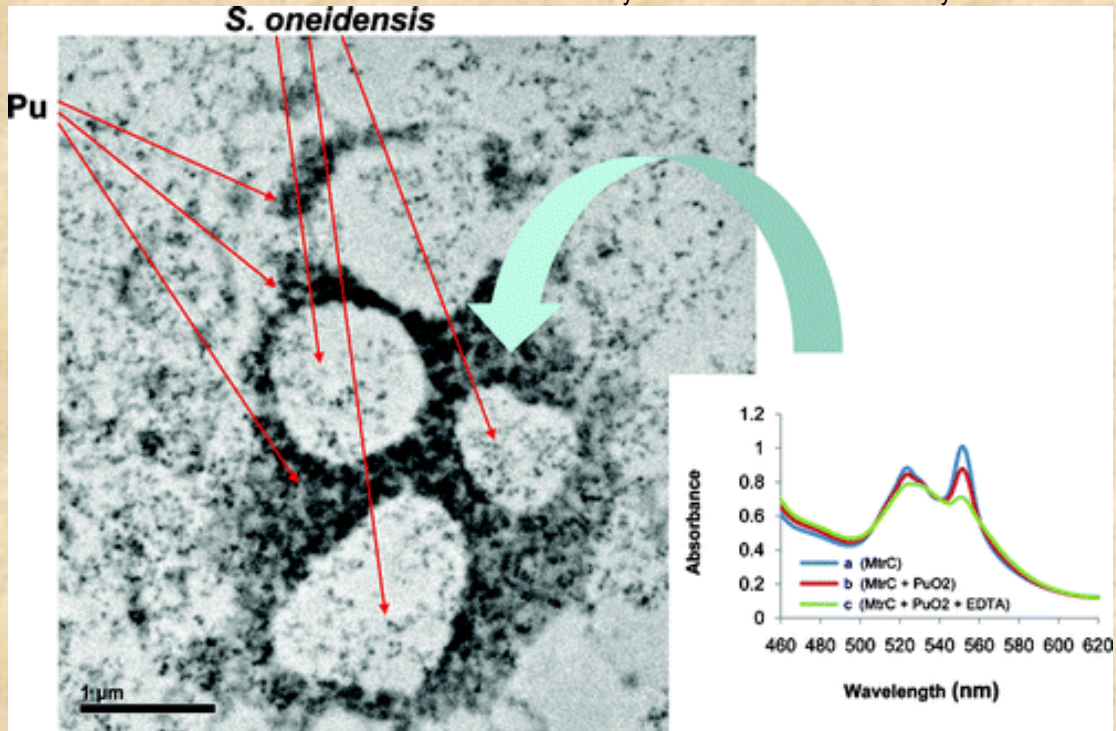 S. oneidensis
Pu
1 µm
1.2
1
0.8
0.6
0.4
0.2
0
Absorbance
a (MtrC)
b (MtrC + PuO2)
c (MtrC + PuO2 + EDTA)
460 480 500 520 540 560 580 600 620
Wavelength (nm)